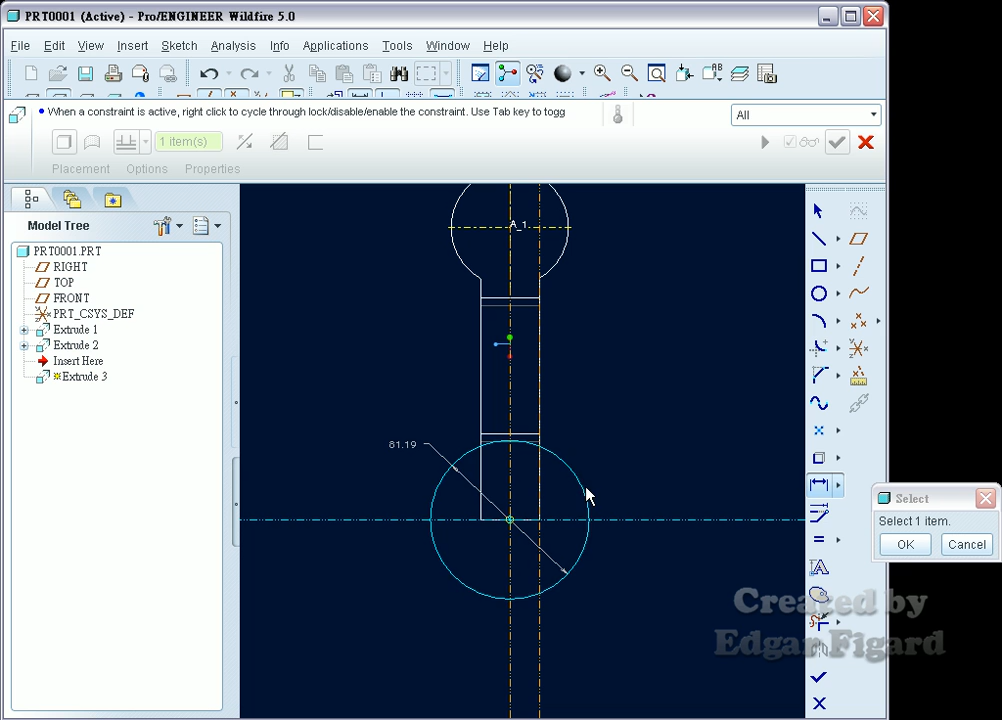 PRT0001 (Active) - Pro/ENGINEER Wildfire 5.0
File Edit View Insert Sketch Analysis Info Applications Tools Window Help
When a constraint is active, right click to cycle through lock/disable/enable the constraint. Use Tab key to togg
All
1 item(s)
Placement Options Properties
Model Tree
PRT0001.PRT
RIGHT
TOP
FRONT
PRT_CSYS_DEF
Extrude 1
Extrude 2
Insert Here
Extrude 3
A_1
81.19
Select
Select 1 item.
OK Cancel
Created by
Edgar Figard